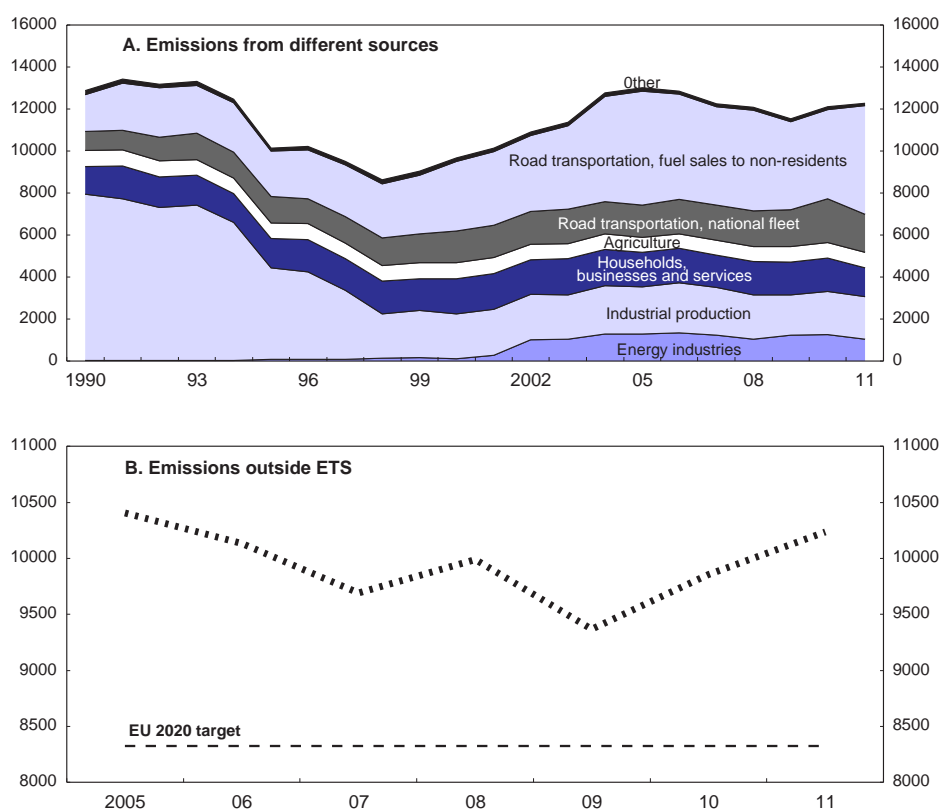 16000 16000
A. Emissions from different sources
14000 14000
0ther
12000 12000
10000 10000
Road transportation, fuel sales to non-residents
8000 8000
Road transportation, national fleet
6000 6000
Agriculture
Households,
4000 businesses and services 4000
Industrial production
2000 2000
Energy industries
0 0
1990 93 96 99 2002 05 08 11
11000 11000
B. Emissions outside ETS
10500 10500
10000 10000
9500 9500
9000 9000
EU 2020 target
8500 8500
8000 8000
2005 06 07 08 09 10 11